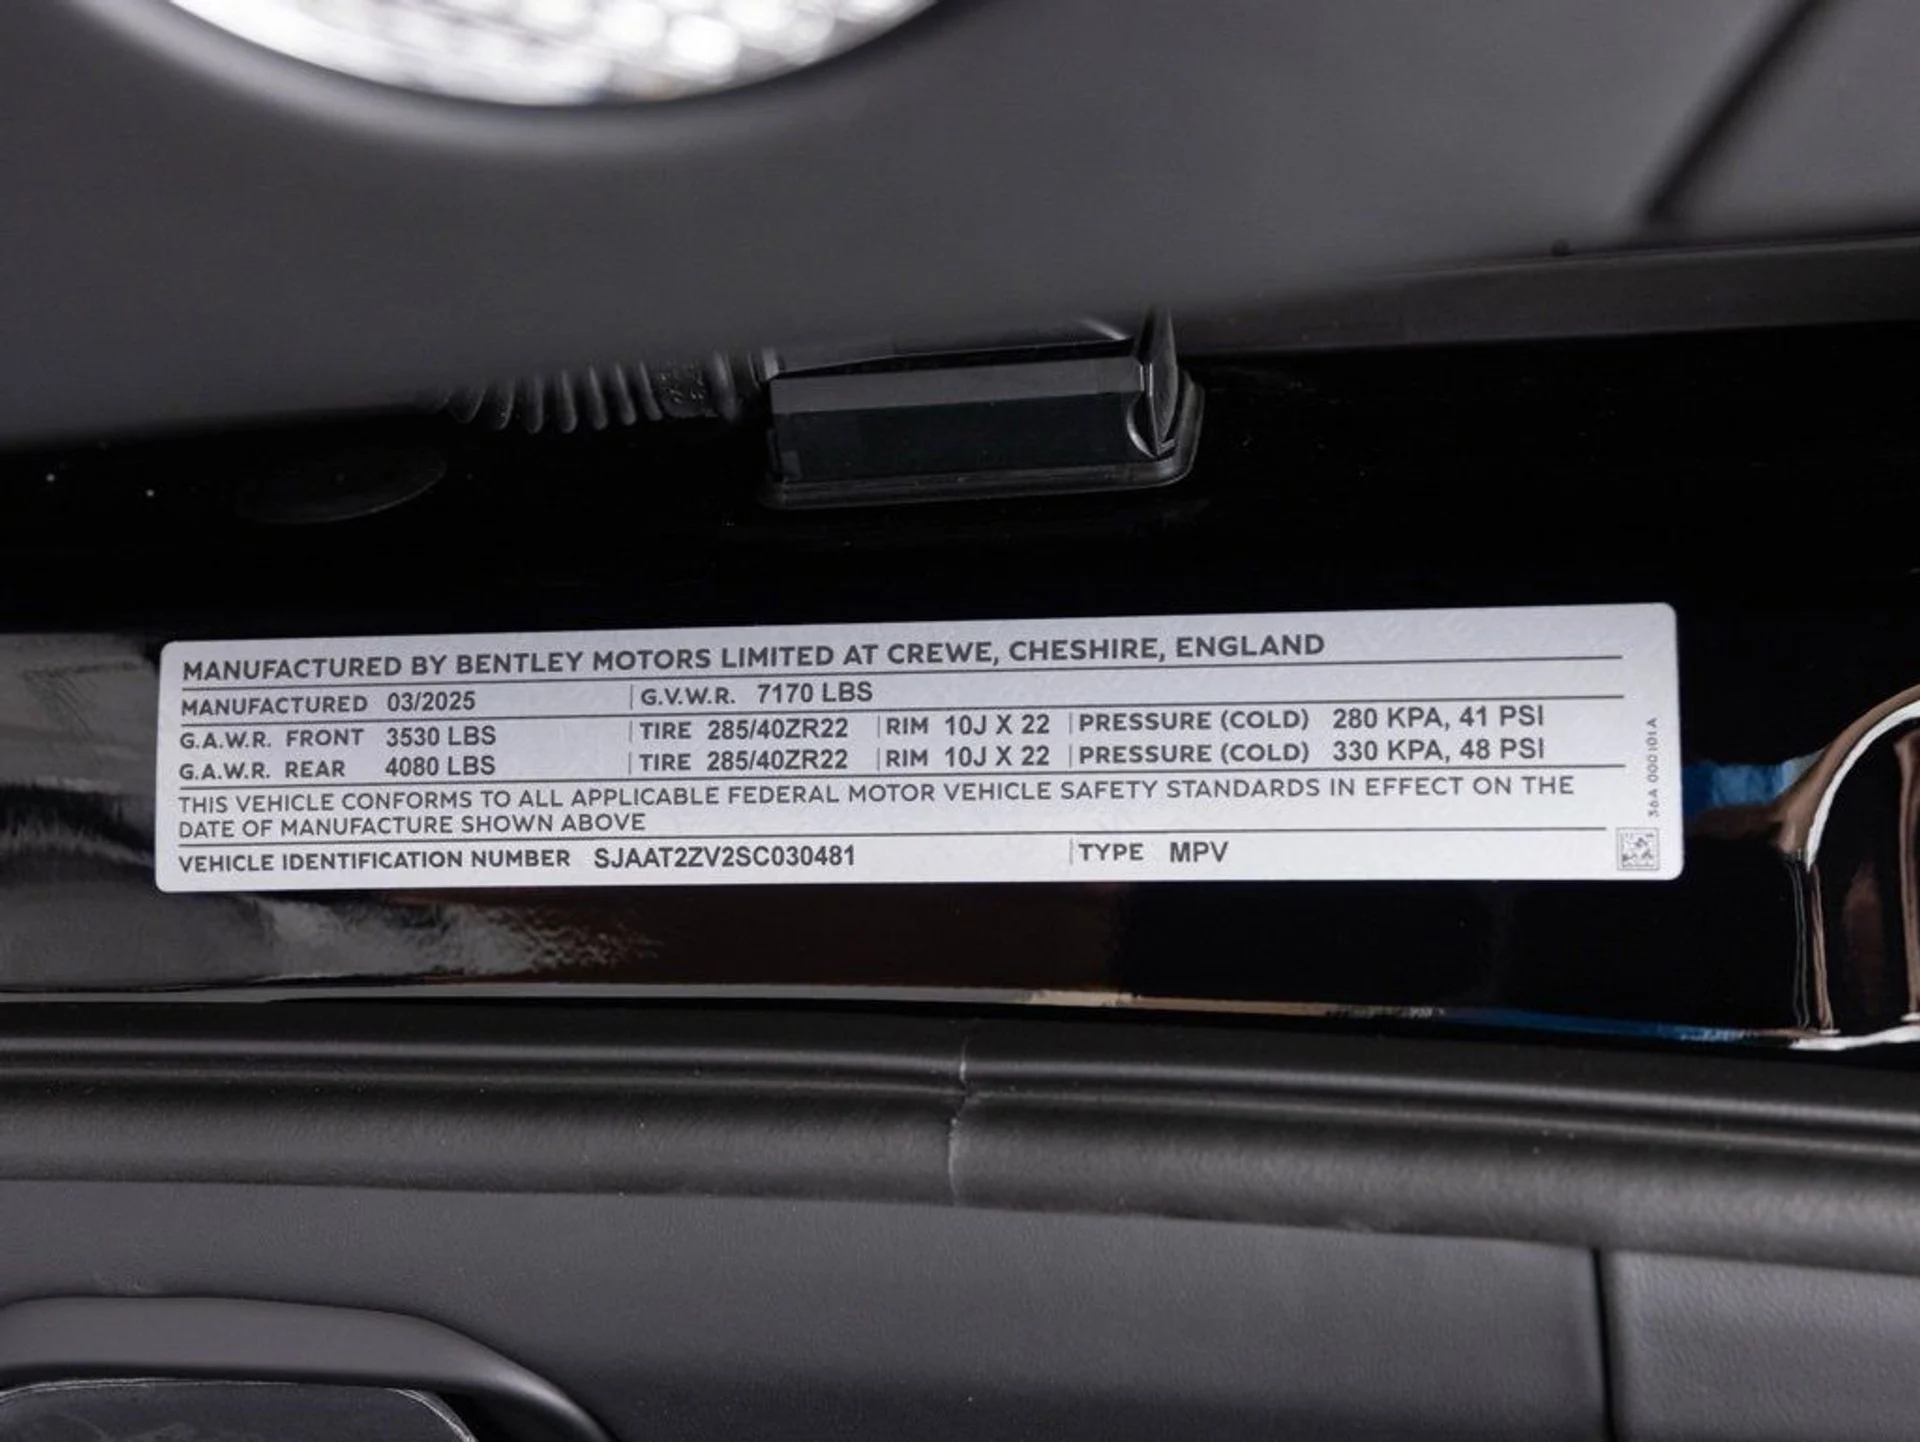 MANUFACTURED BY BENTLEY MOTORS LIMITED AT CREWE, CHESHIRE, ENGLAND
MANUFACTURED 03/2025 G.V.W.R. 7170 LBS
G.A.W.R. FRONT 3530 LBS TIRE 285/40ZR22 RIM 10J X 22 PRESSURE (COLD) 280 KPA, 41 PSI
G.A.W.R. REAR 4080 LBS TIRE 285/40ZR22 RIM 10J X 22 PRESSURE (COLD) 330 KPA, 48 PSI
THIS VEHICLE CONFORMS TO ALL APPLICABLE FEDERAL MOTOR VEHICLE SAFETY STANDARDS IN EFFECT ON THE
DATE OF MANUFACTURE SHOWN ABOVE
VEHICLE IDENTIFICATION NUMBER SJAAT2ZV2SC030481 TYPE MPV
36A 000 101 A